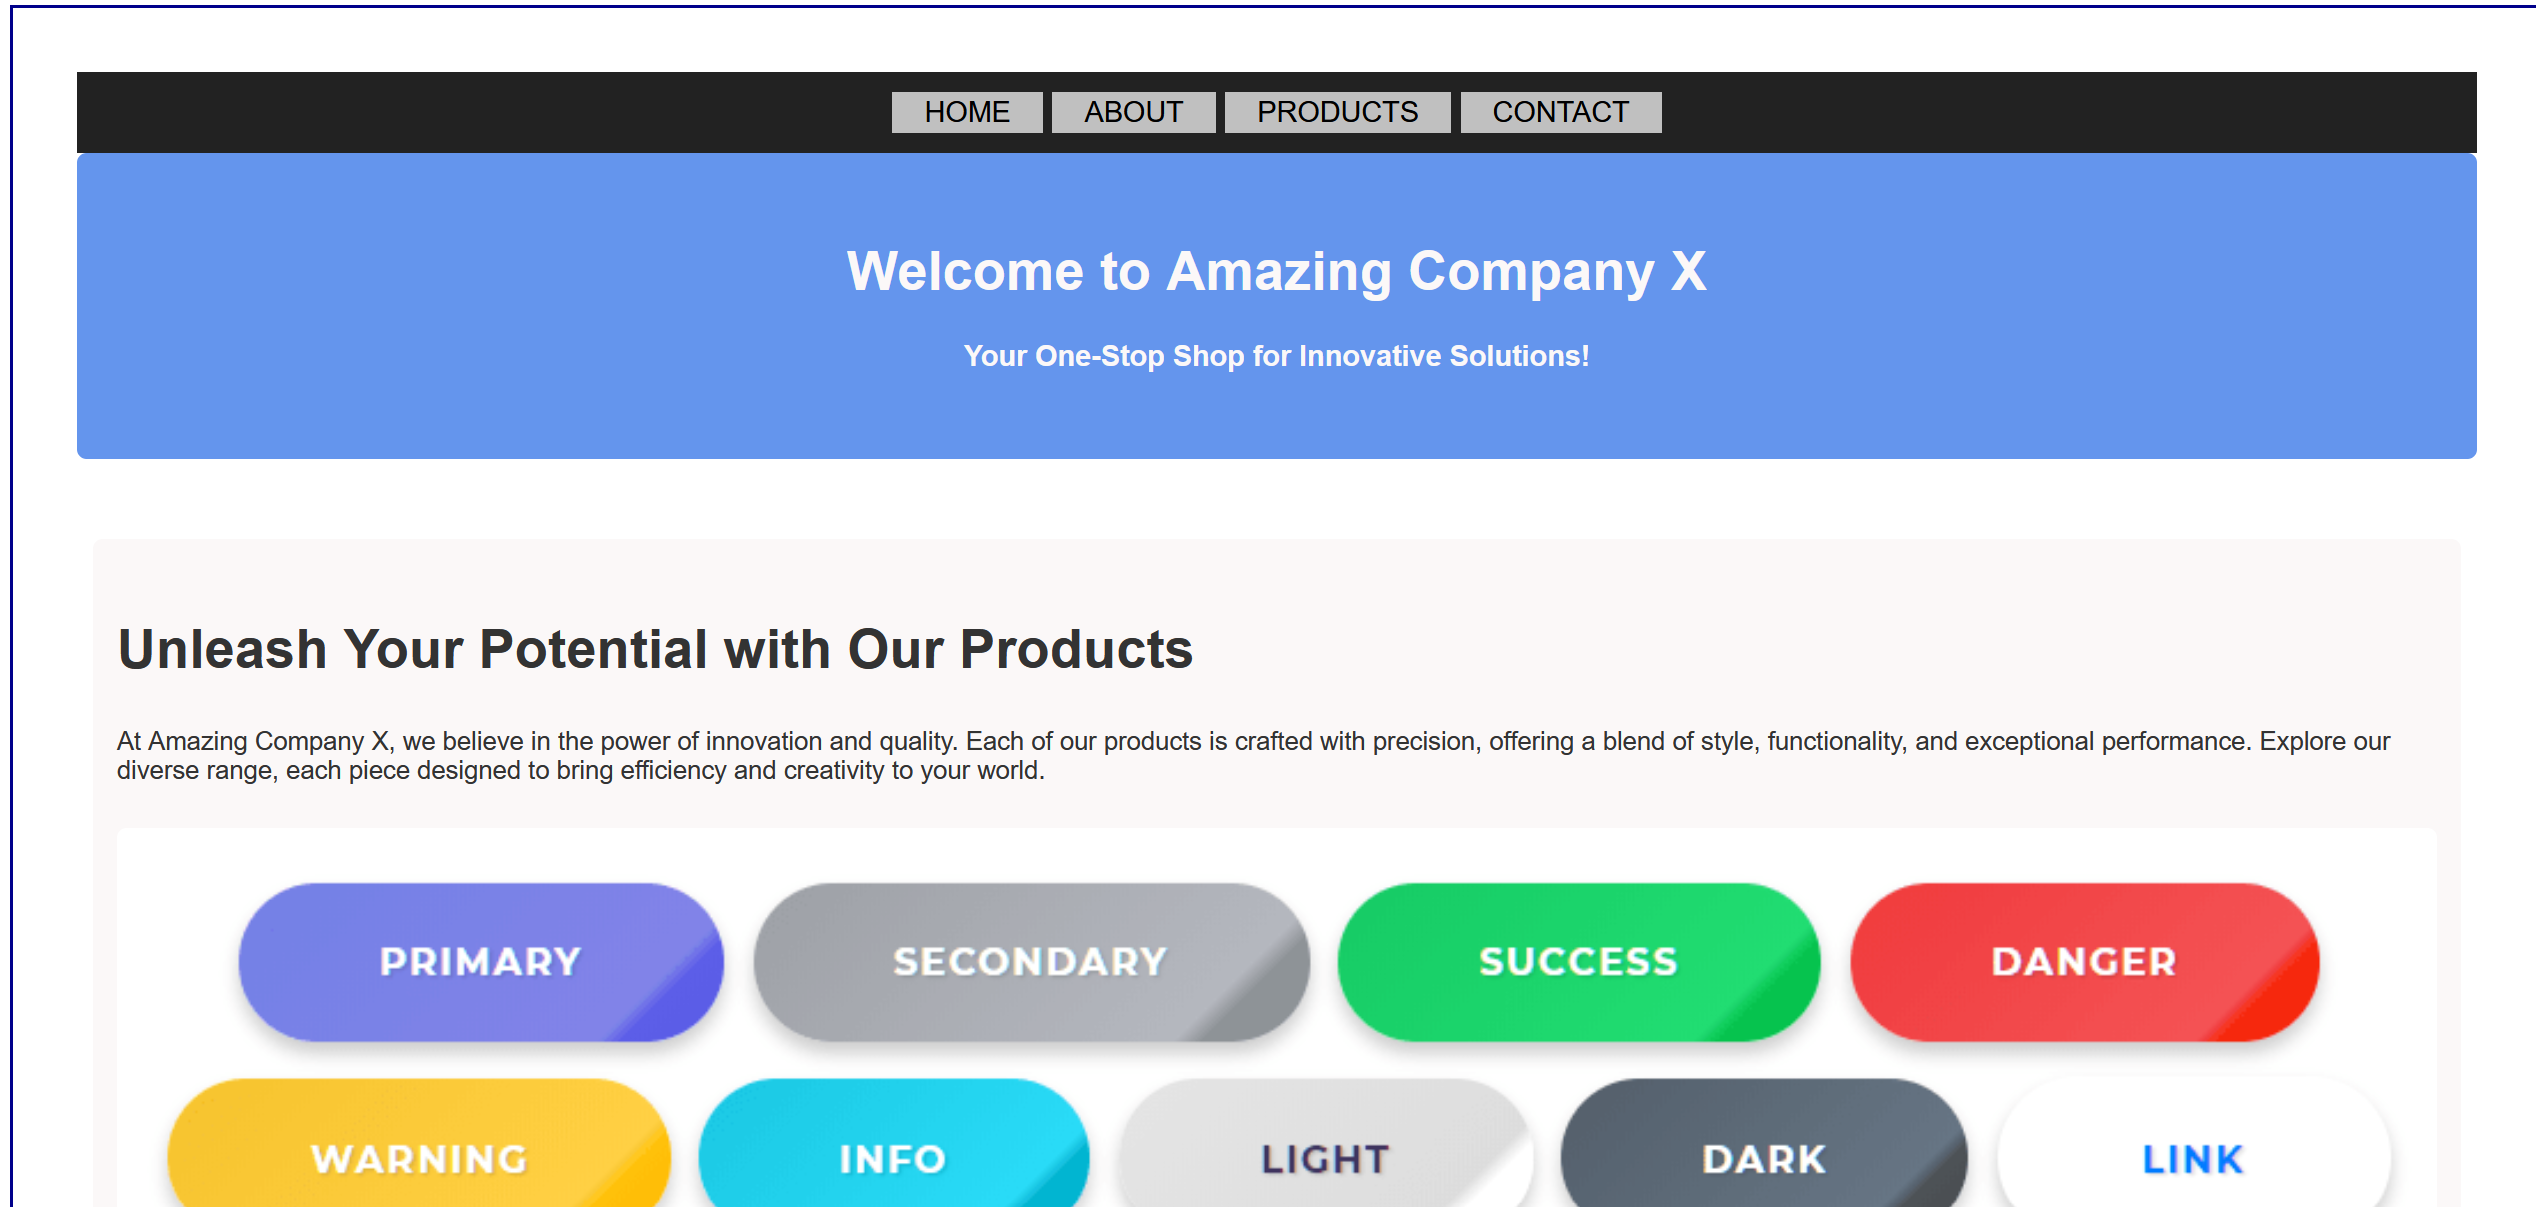 HOME ABOUT PRODUCTS CONTACT
Welcome to Amazing Company X
Your One-Stop Shop for Innovative Solutions!
Unleash Your Potential with Our Products
At Amazing Company X, we believe in the power of innovation and quality. Each of our products is crafted with precision, offering a blend of style, functionality, and exceptional performance. Explore our
diverse range, each piece designed to bring efficiency and creativity to your world.
PRIMARY SECONDARY SUCCESS DANGER
WARNING INFO LIGHT DARK LINK